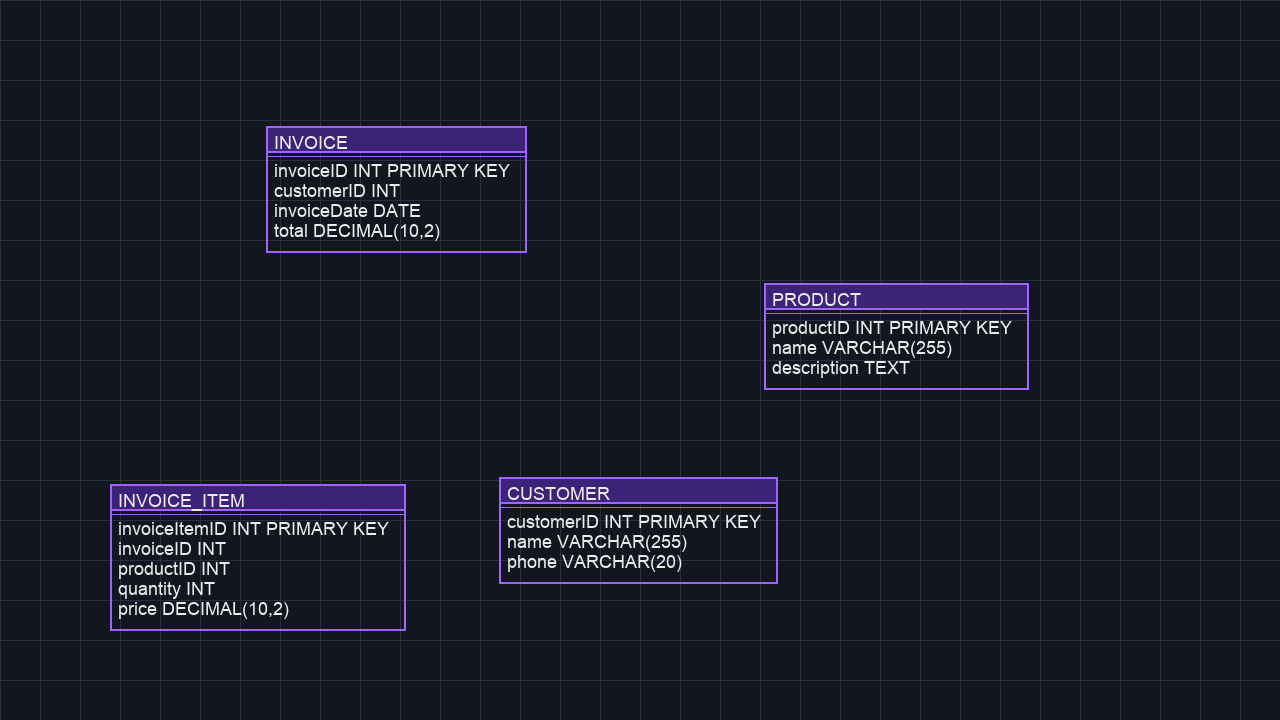 INVOICE
invoiceID INT PRIMARY KEY
customerID INT
invoiceDate DATE
total DECIMAL(10,2)
PRODUCT
productID INT PRIMARY KEY
name VARCHAR(255)
description TEXT
INVOICE_ITEM
invoiceItemID INT PRIMARY KEY
invoiceID INT
productID INT
quantity INT
price DECIMAL(10,2)
CUSTOMER
customerID INT PRIMARY KEY
name VARCHAR(255)
phone VARCHAR(20)